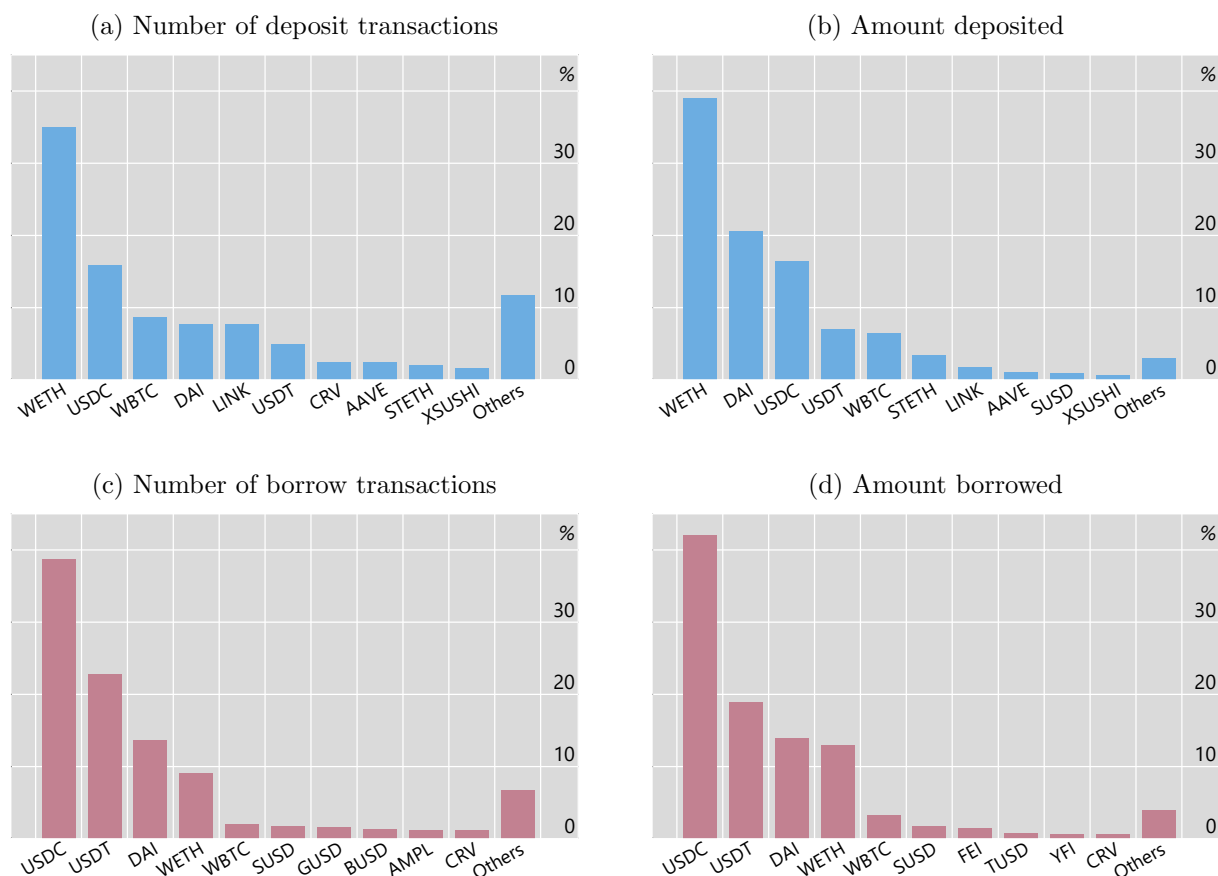 (a) Number of deposit transactions
%
30
20
10
0
WETH USDC WBTC DAI LINK USDT CRV AAVE STETH XSUSHI Others
(b) Amount deposited
%
30
20
10
0
WETH DAI USDC USDT WBTC STETH LINK AAVE SUSD XSUSHI Others
(c) Number of borrow transactions
%
30
20
10
0
USDC USDT DAI WETH WBTC SUSD GUSD BUSD AMPL CRV Others
(d) Amount borrowed
%
30
20
10
0
USDC USDT DAI WETH WBTC SUSD FEI TUSD YFI CRV Others